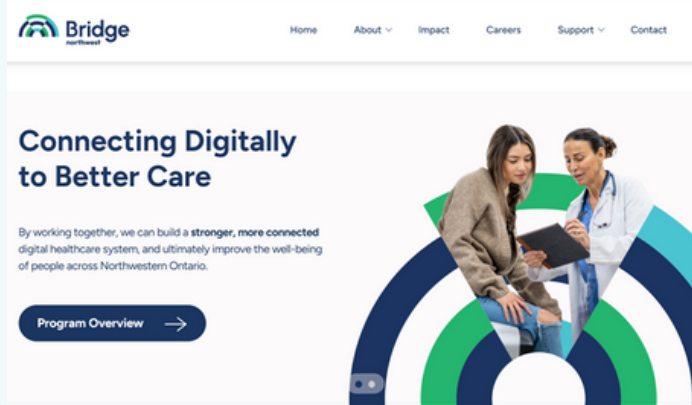 Bridge
northwest
Home About Impact Careers Support Contact
Connecting Digitally
to Better Care
By working together, we can build a stronger, more connected
digital healthcare system, and ultimately improve the well-being
of people across Northwestern Ontario.
Program Overview